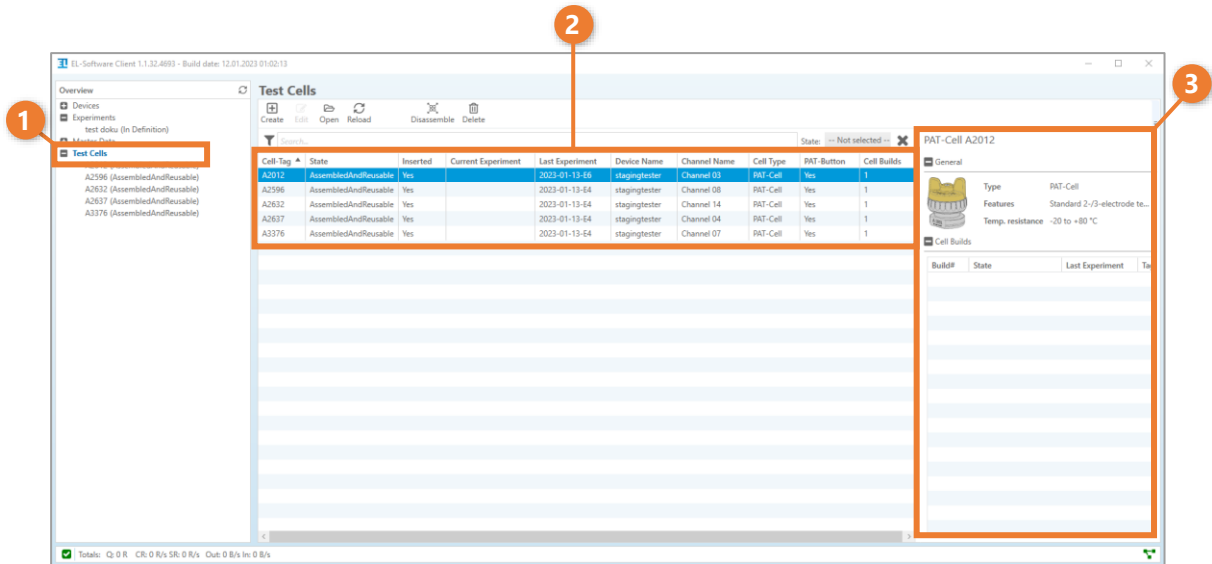 2
EL-Software Client 1.1.32.4693 - Build date: 12.01.2023 01:02:13
3
Overview
Test Cells
1
Devices
Experiments
test doku (In Definition)
Master Data
Test Cells
A2596 (AssembledAndReusable)
A2632 (AssembledAndReusable)
A2637 (AssembledAndReusable)
A3376 (AssembledAndReusable)
Create Edit Open Reload Disassemble Delete
Search... State: -- Not selected --
Cell-Tag State Inserted Current Experiment Last Experiment Device Name Channel Name Cell Type PAT-Button Cell Builds
A2012 AssembledAndReusable Yes 2023-01-13-E6 stagingtester Channel 03 PAT-Cell Yes 1
A2596 AssembledAndReusable Yes 2023-01-13-E4 stagingtester Channel 08 PAT-Cell Yes 1
A2632 AssembledAndReusable Yes 2023-01-13-E4 stagingtester Channel 14 PAT-Cell Yes 1
A2637 AssembledAndReusable Yes 2023-01-13-E4 stagingtester Channel 04 PAT-Cell Yes 1
A3376 AssembledAndReusable Yes 2023-01-13-E4 stagingtester Channel 07 PAT-Cell Yes 1
PAT-Cell A2012
General
Type PAT-Cell
Features Standard 2-/3-electrode te...
Temp. resistance -20 to +80 °C
Cell Builds
Build# State Last Experiment Tag
Totals: Q: 0 R CR: 0 R/s SR: 0 R/s Out: 0 B/s In: 0 B/s